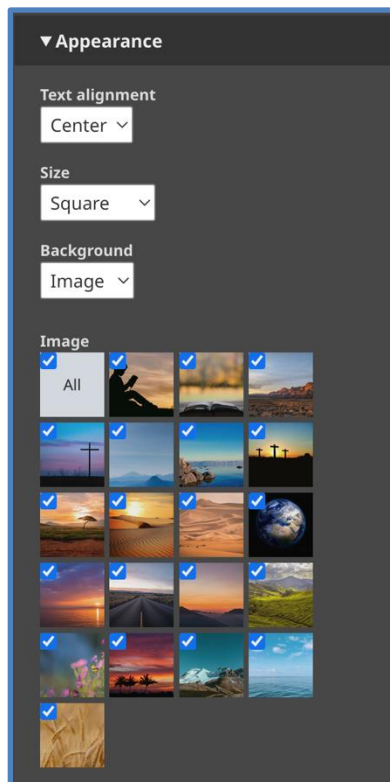 Appearance
Text alignment
Center
Size
Square
Background
Image
Image
All